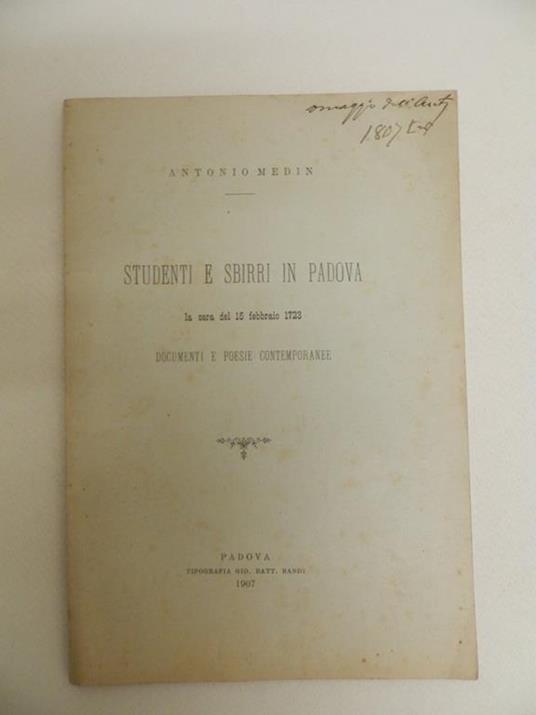 omaggio dell'Aut
1807
ANTONIO MEDIN
STUDENTI E SBIRRI IN PADOVA
la sera del 15 febbraio 1723
DOCUMENTI E POESIE CONTEMPORANEE
PADOVA
TIPOGRAFIA GIO. BATT. RANDI
1907